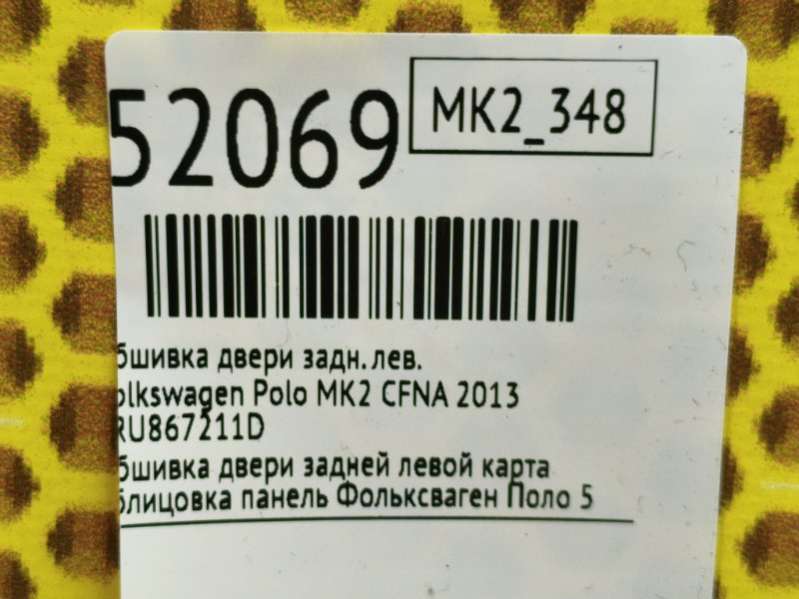 52069
MK2_348
бшивка двери задн. лев.
olkswagen Polo MK2 CFNA 2013
RU867211D
бшивка двери задней левой карта
блицовка панель Фольксваген Поло 5